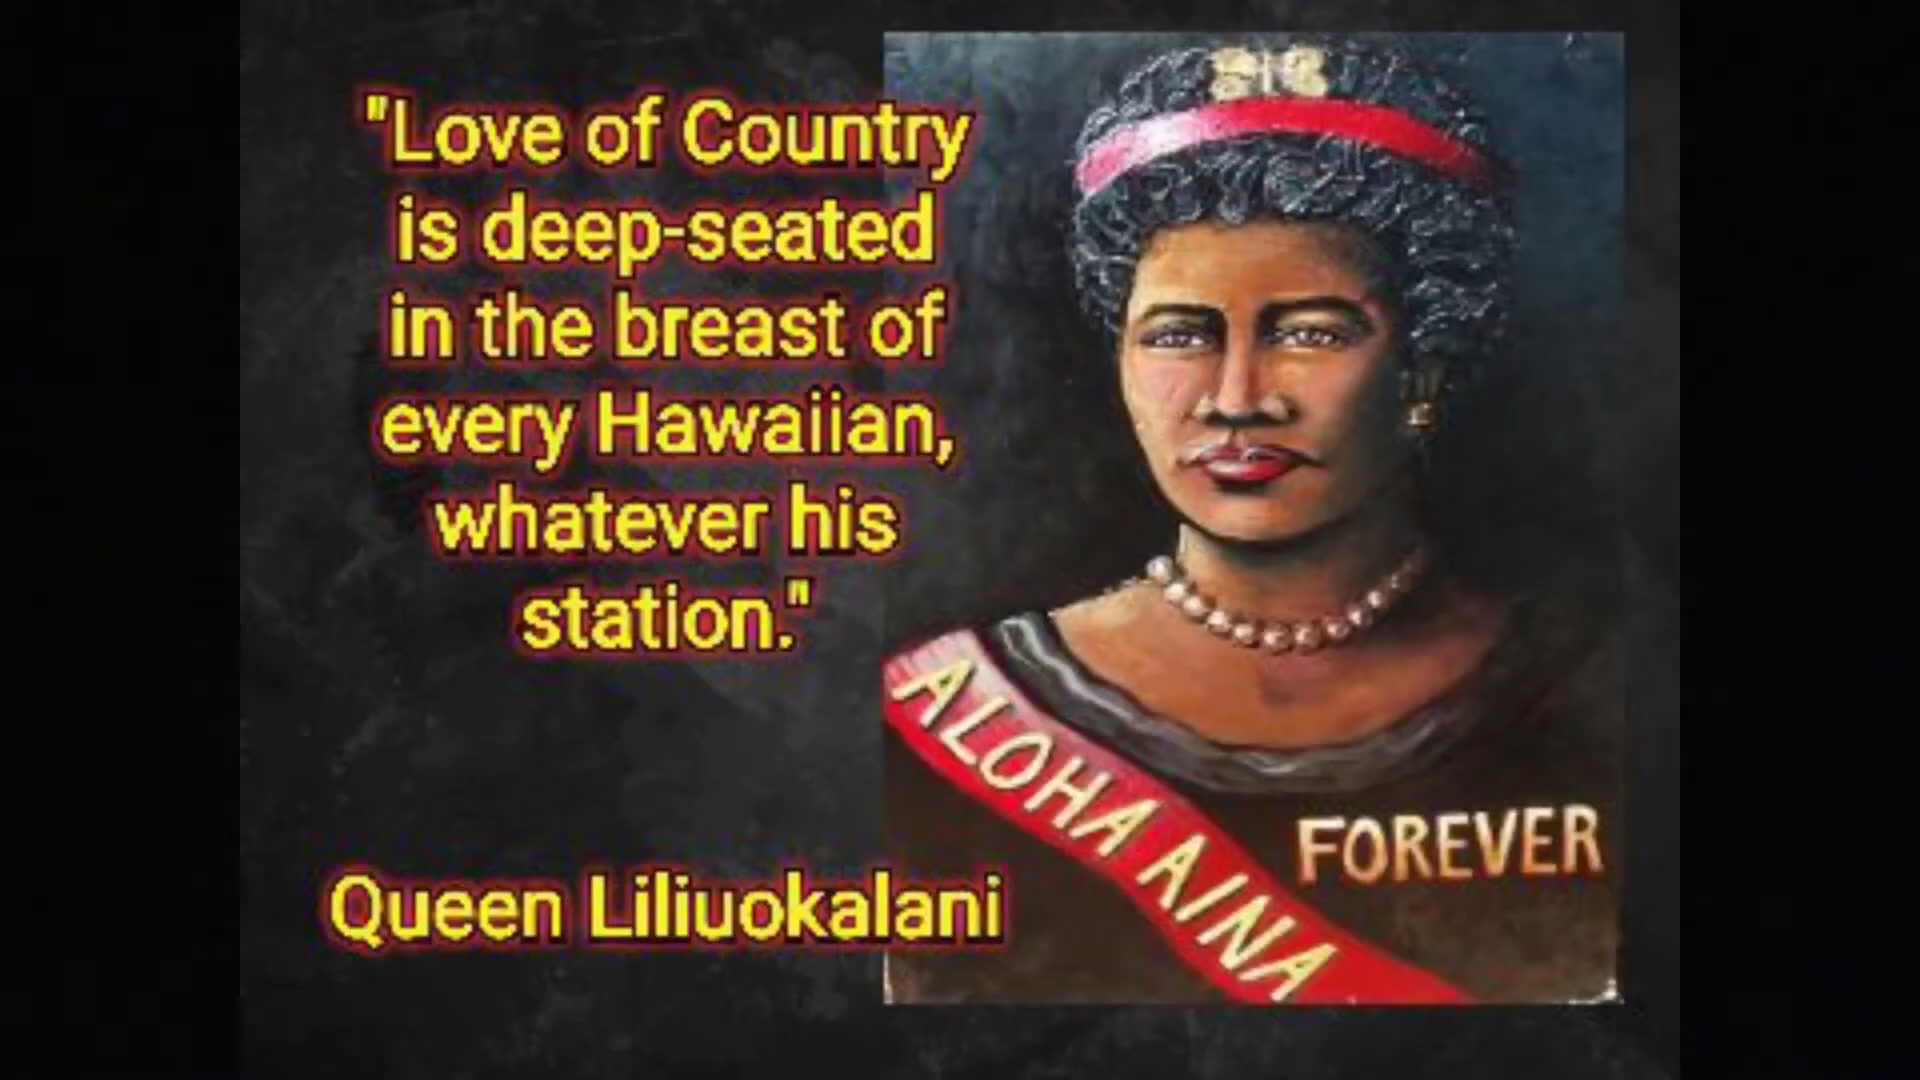 "Love of Country
is deep-seated
in the breast of
every Hawaiian,
whatever his
station."
Queen Liliuokalani
ALOHA AINA
FOREVER